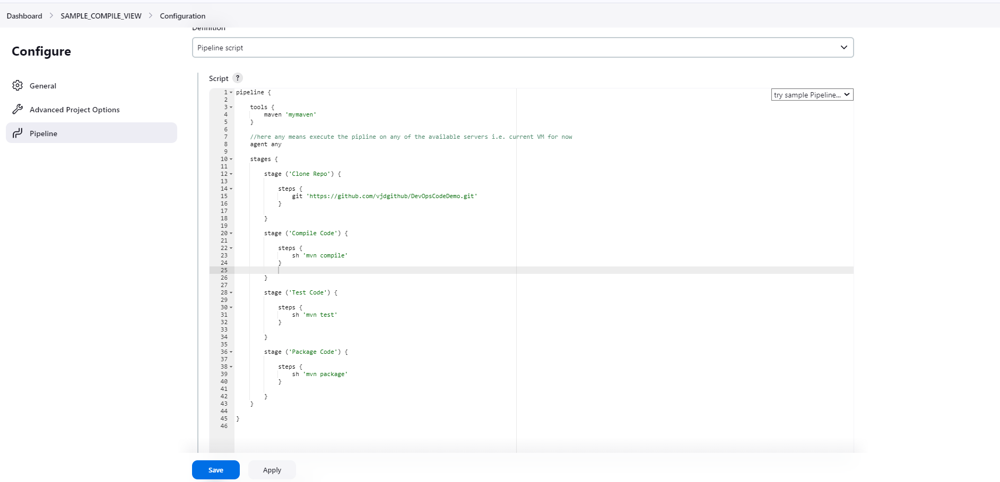 Dashboard > SAMPLE_COMPILE_VIEW > Configuration
Configure
General
Advanced Project Options
Pipeline
Definition
Pipeline script
Script ?
try sample Pipeline...
1 pipeline {
2
3     tools {
4         maven 'mymaven'
5     }
6
7     //here any means execute the pipline on any of the available servers i.e. current VM for now
8     agent any
9
10     stages {
11
12         stage ('Clone Repo') {
13
14             steps {
15                 git 'https://github.com/vjdgithub/DevOpsCodeDemo.git'
16             }
17
18         }
19
20         stage ('Compile Code') {
21
22             steps {
23                 sh 'mvn compile'
24             }
25
26         }
27
28         stage ('Test Code') {
29
30             steps {
31                 sh 'mvn test'
32             }
33
34         }
35
36         stage ('Package Code') {
37
38             steps {
39                 sh 'mvn package'
40             }
41
42         }
43     }
44
45 }
46
Save
Apply